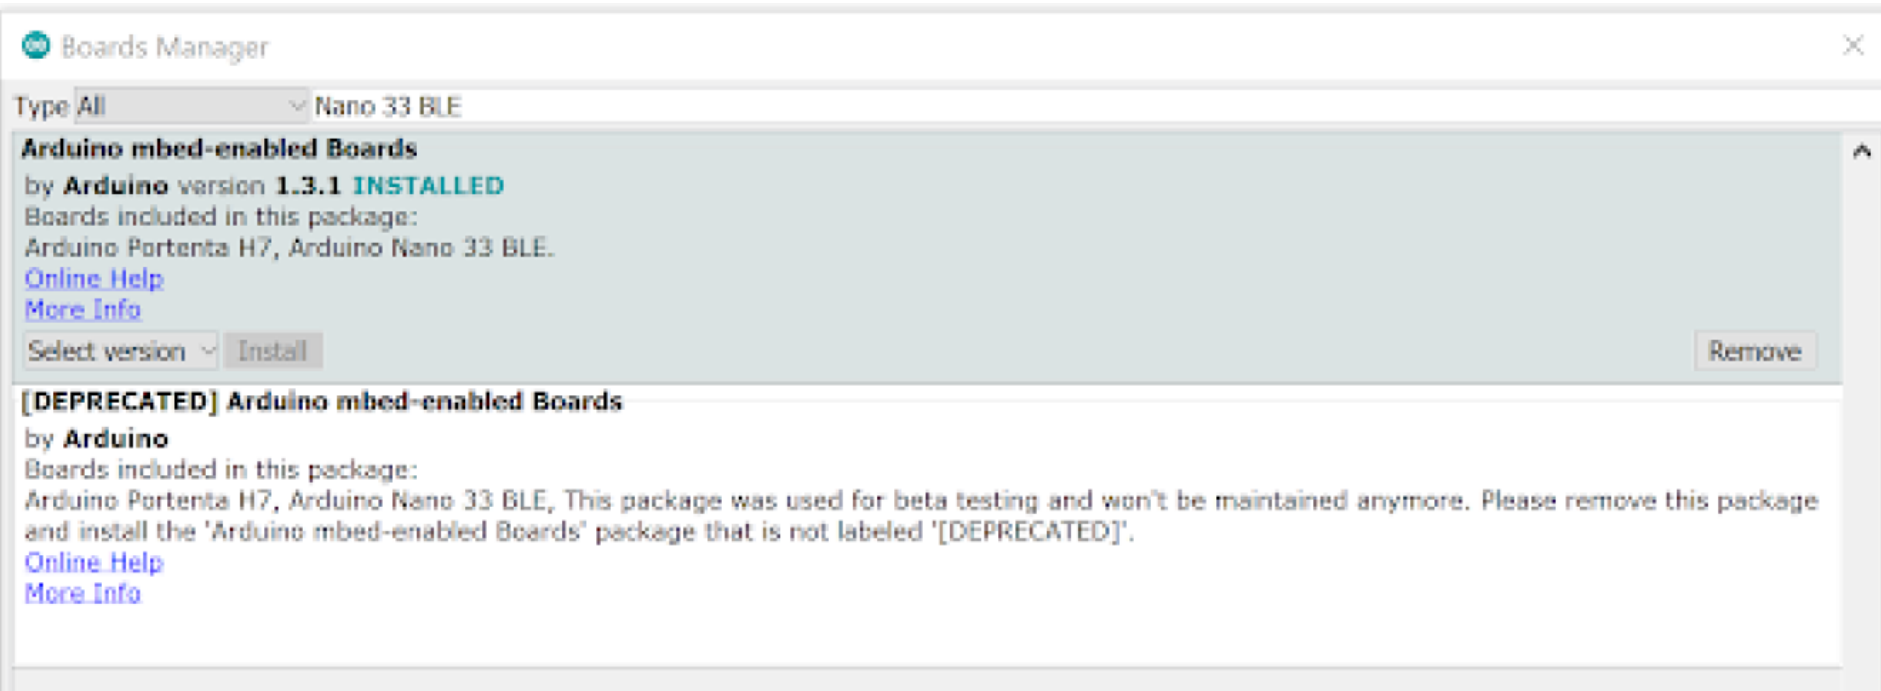 Boards Manager
Type All Nano 33 BLE
Arduino mbed-enabled Boards
by Arduino version 1.3.1 INSTALLED
Boards included in this package:
Arduino Portenta H7, Arduino Nano 33 BLE.
Online Help
More Info
Select version Install Remove
[DEPRECATED] Arduino mbed-enabled Boards
by Arduino
Boards included in this package:
Arduino Portenta H7, Arduino Nano 33 BLE, This package was used for beta testing and won't be maintained anymore. Please remove this package
and install the 'Arduino mbed-enabled Boards' package that is not labeled '[DEPRECATED]'.
Online Help
More Info